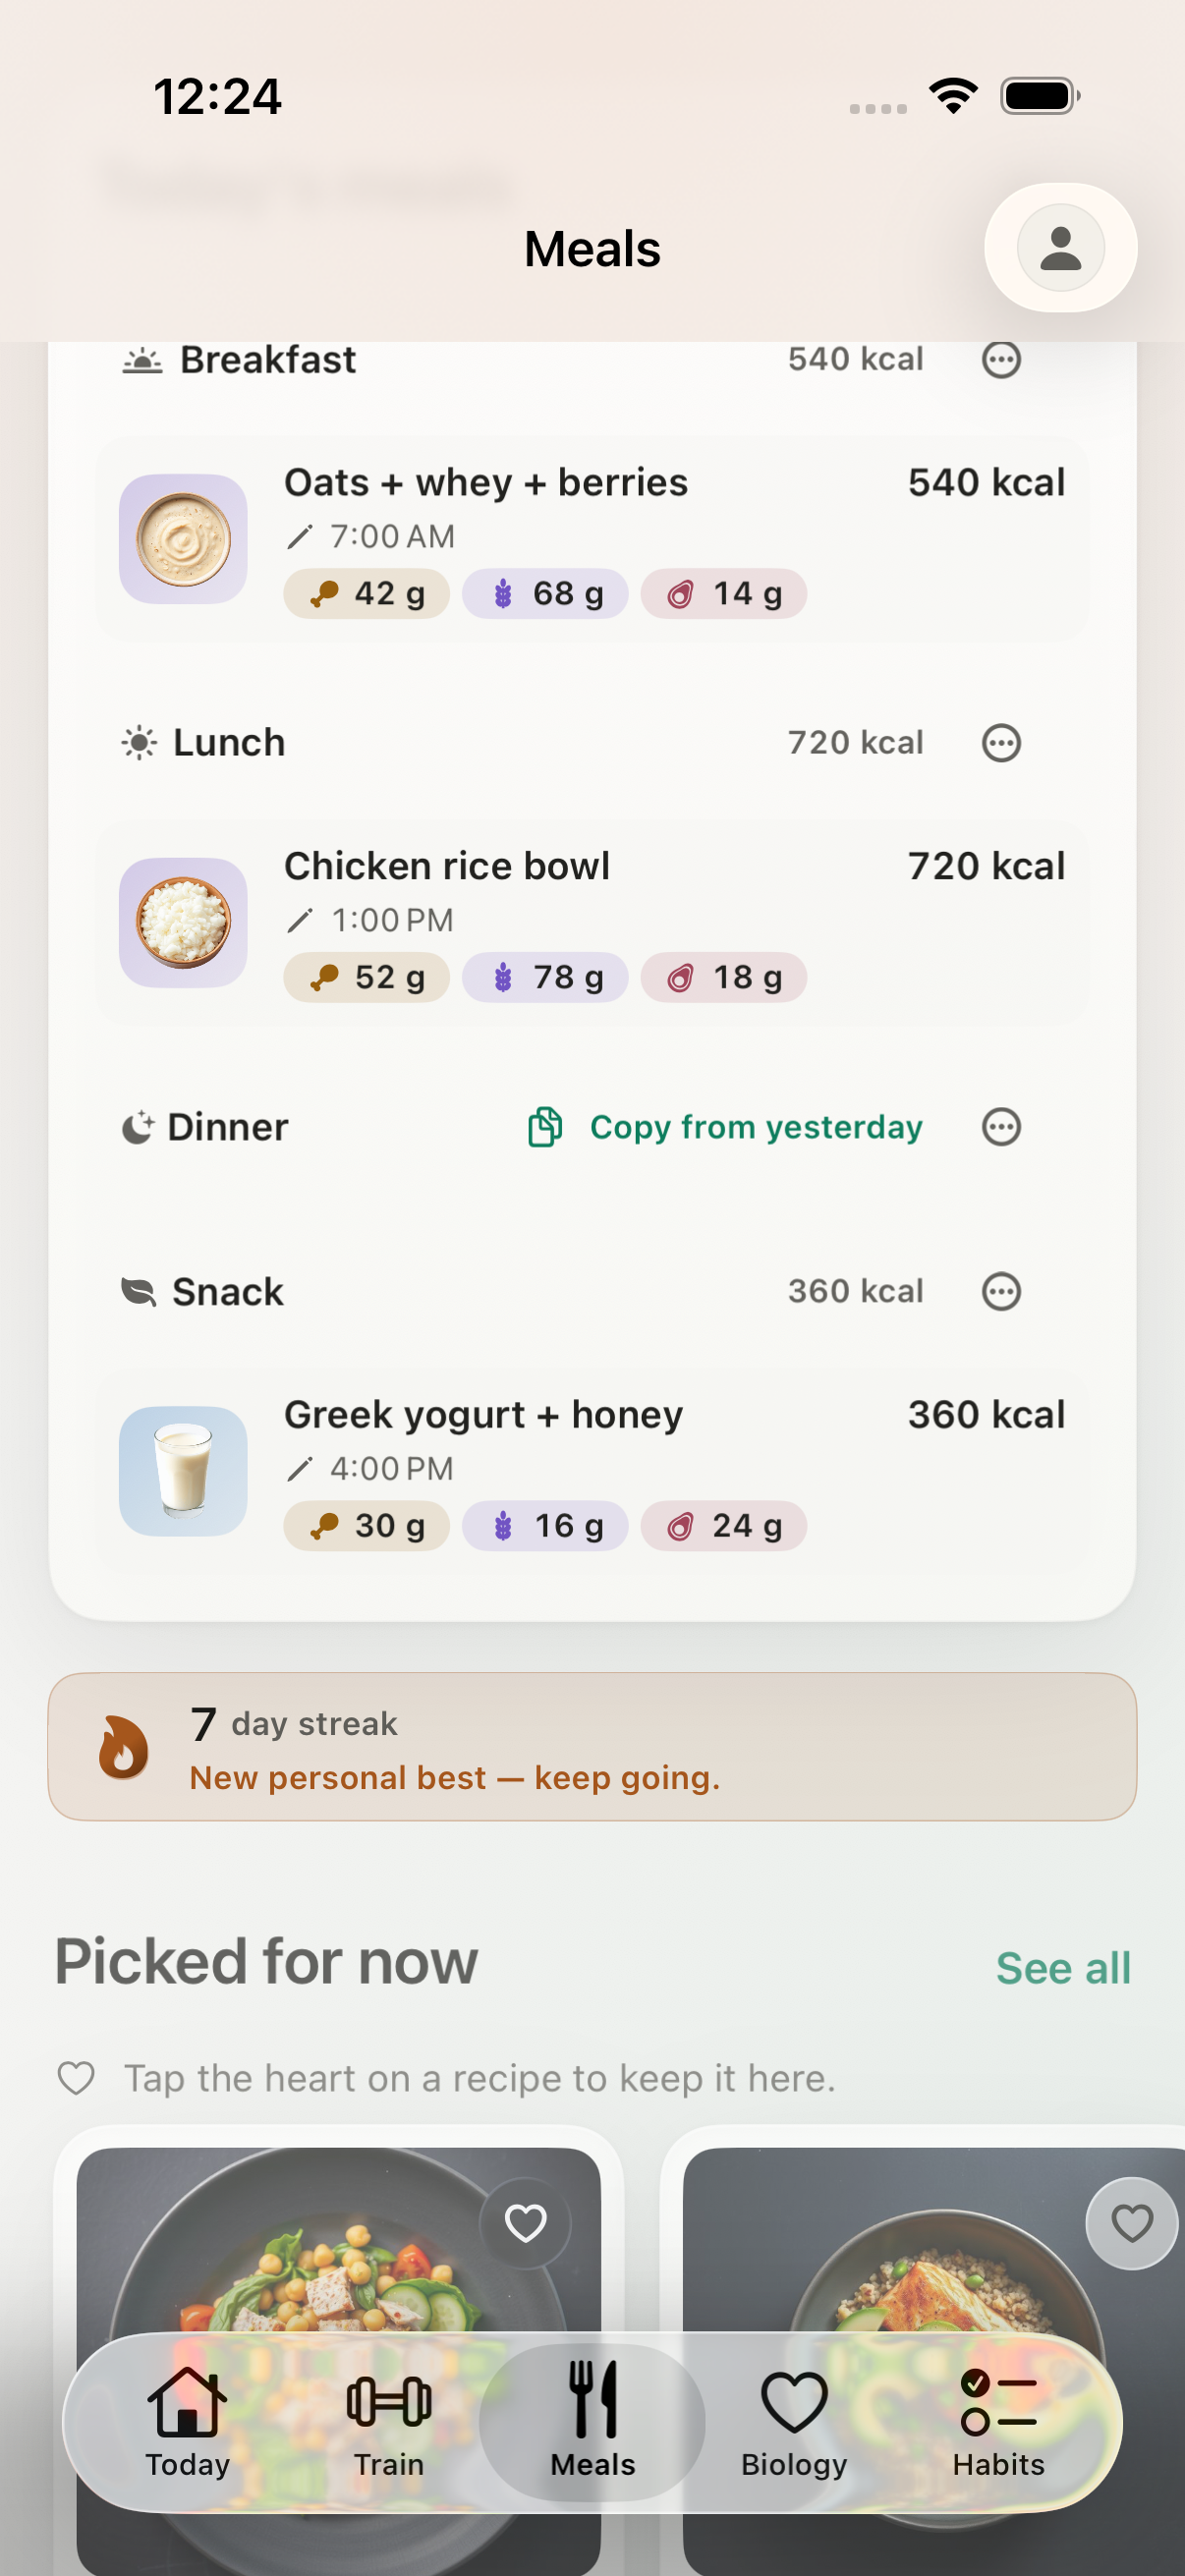 12:24
Today's meals
Meals
Breakfast
540 kcal
Oats + whey + berries
540 kcal
7:00 AM
42 g
68 g
14 g
Lunch
720 kcal
Chicken rice bowl
720 kcal
1:00 PM
52 g
78 g
18 g
Dinner
Copy from yesterday
Snack
360 kcal
Greek yogurt + honey
360 kcal
4:00 PM
30 g
16 g
24 g
7 day streak
New personal best — keep going.
Picked for now
See all
Tap the heart on a recipe to keep it here.
Today
Train
Meals
Biology
Habits